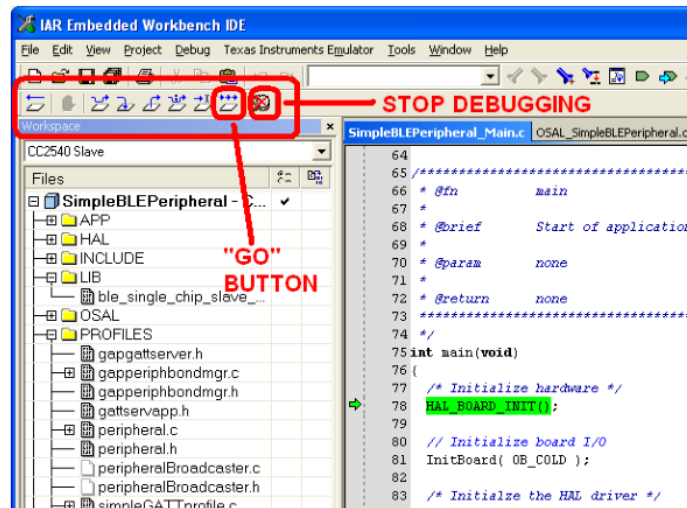 IAR Embedded Workbench IDE
File Edit View Project Debug Texas Instruments Emulator Tools Window Help
STOP DEBUGGING
Workspace
SimpleBLEPeripheral_Main.c OSAL_SimpleBLEPeripheral.c
CC2540 Slave
Files
SimpleBLEPeripheral - C...
APP
HAL
INCLUDE
LIB
ble_single_chip_slave_...
OSAL
PROFILES
gapgattserver.h
gapperiphbondmgr.c
gapperiphbondmgr.h
gattservapp.h
peripheral.c
peripheral.h
peripheralBroadcaster.c
peripheralBroadcaster.h
simpleGATTprofile.c
"GO"
BUTTON
64
65 /************************************
66 * @fn main
67 *
68 * @brief Start of application
69 *
70 * @param none
71 *
72 * @return none
73 ************************************
74 */
75 int main(void)
76 {
77 /* Initialize hardware */
78 HAL_BOARD_INIT();
79
80 // Initialize board I/O
81 InitBoard( OB_COLD );
82
83 /* Initialze the HAL driver */